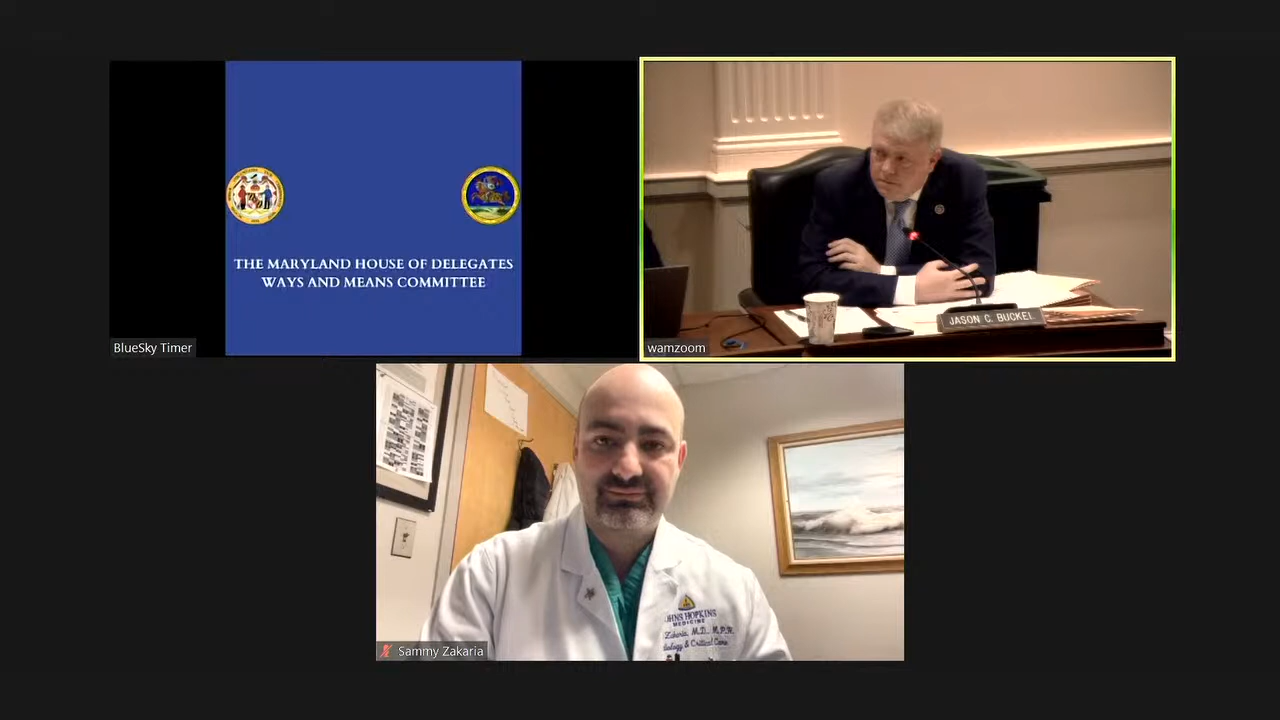 THE MARYLAND HOUSE OF DELEGATES
WAYS AND MEANS COMMITTEE
BlueSky Timer
JASON C. BUCKEL
wamzoom
JOHNS HOPKINS
MEDICINE
Zakaria, M.D., M.P.H.
& Critical Care
Sammy Zakaria